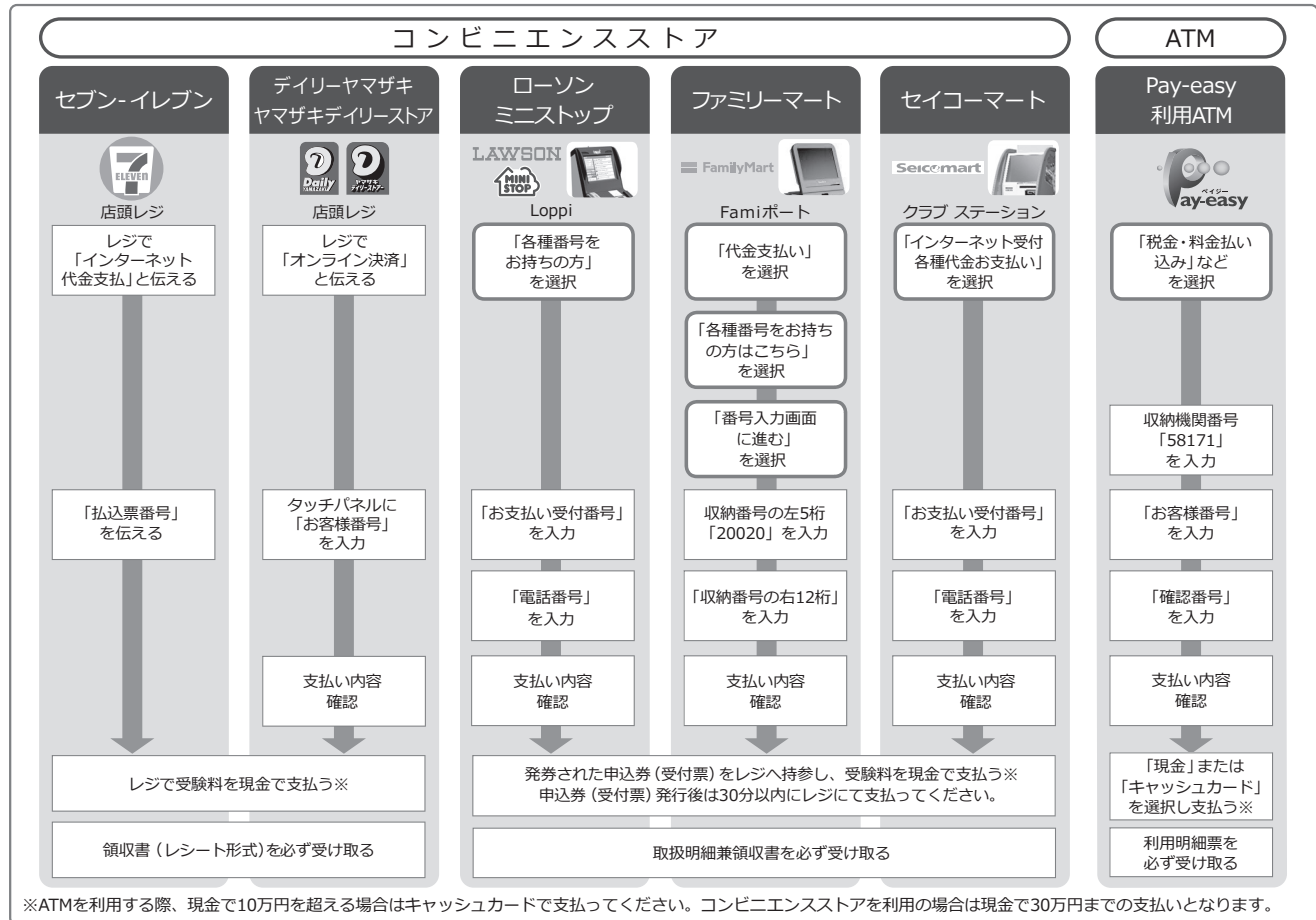 コンビニエンスストア
ATM
セブン-イレブン
デイリーヤマザキ
ヤマザキデイリーストア
ローソン
ミニストップ
ファミリーマート
セイコーマート
Pay-easy
利用ATM
7
ELEVEN
Daily
YAMAZAKI
ヤマザキ
デイリーストアー
LAWSON
MINI
STOP
FamilyMart
Seicomart
ペイジー
Pay-easy
店頭レジ
店頭レジ
Loppi
Famiポート
クラブ ステーション
レジで
「インターネット
代金支払」と伝える
「払込票番号」
を伝える
レジで
「オンライン決済」
と伝える
タッチパネルに
「お客様番号」
を入力
支払い内容
確認
レジで受験料を現金で支払う※
領収書（レシート形式）を必ず受け取る
「各種番号を
お持ちの方」
を選択
「お支払い受付番号」
を入力
「電話番号」
を入力
支払い内容
確認
「代金支払い」
を選択
「各種番号をお持ち
の方はこちら」
を選択
「番号入力画面
に進む」
を選択
収納番号の左5桁
「20020」を入力
「収納番号の右12桁」
を入力
支払い内容
確認
「インターネット受付
各種代金お支払い」
を選択
「お支払い受付番号」
を入力
「電話番号」
を入力
支払い内容
確認
発券された申込券（受付票）をレジへ持参し、受験料を現金で支払う※
申込券（受付票）発行後は30分以内にレジにて支払ってください。
取扱明細兼領収書を必ず受け取る
「税金・料金払い
込み」など
を選択
収納機関番号
「58171」
を入力
「お客様番号」
を入力
「確認番号」
を入力
支払い内容
確認
「現金」または
「キャッシュカード」
を選択し支払う※
利用明細票を
必ず受け取る
※ATMを利用する際、現金で10万円を超える場合はキャッシュカードで支払ってください。コンビニエンスストアを利用の場合は現金で30万円までの支払いとなります。